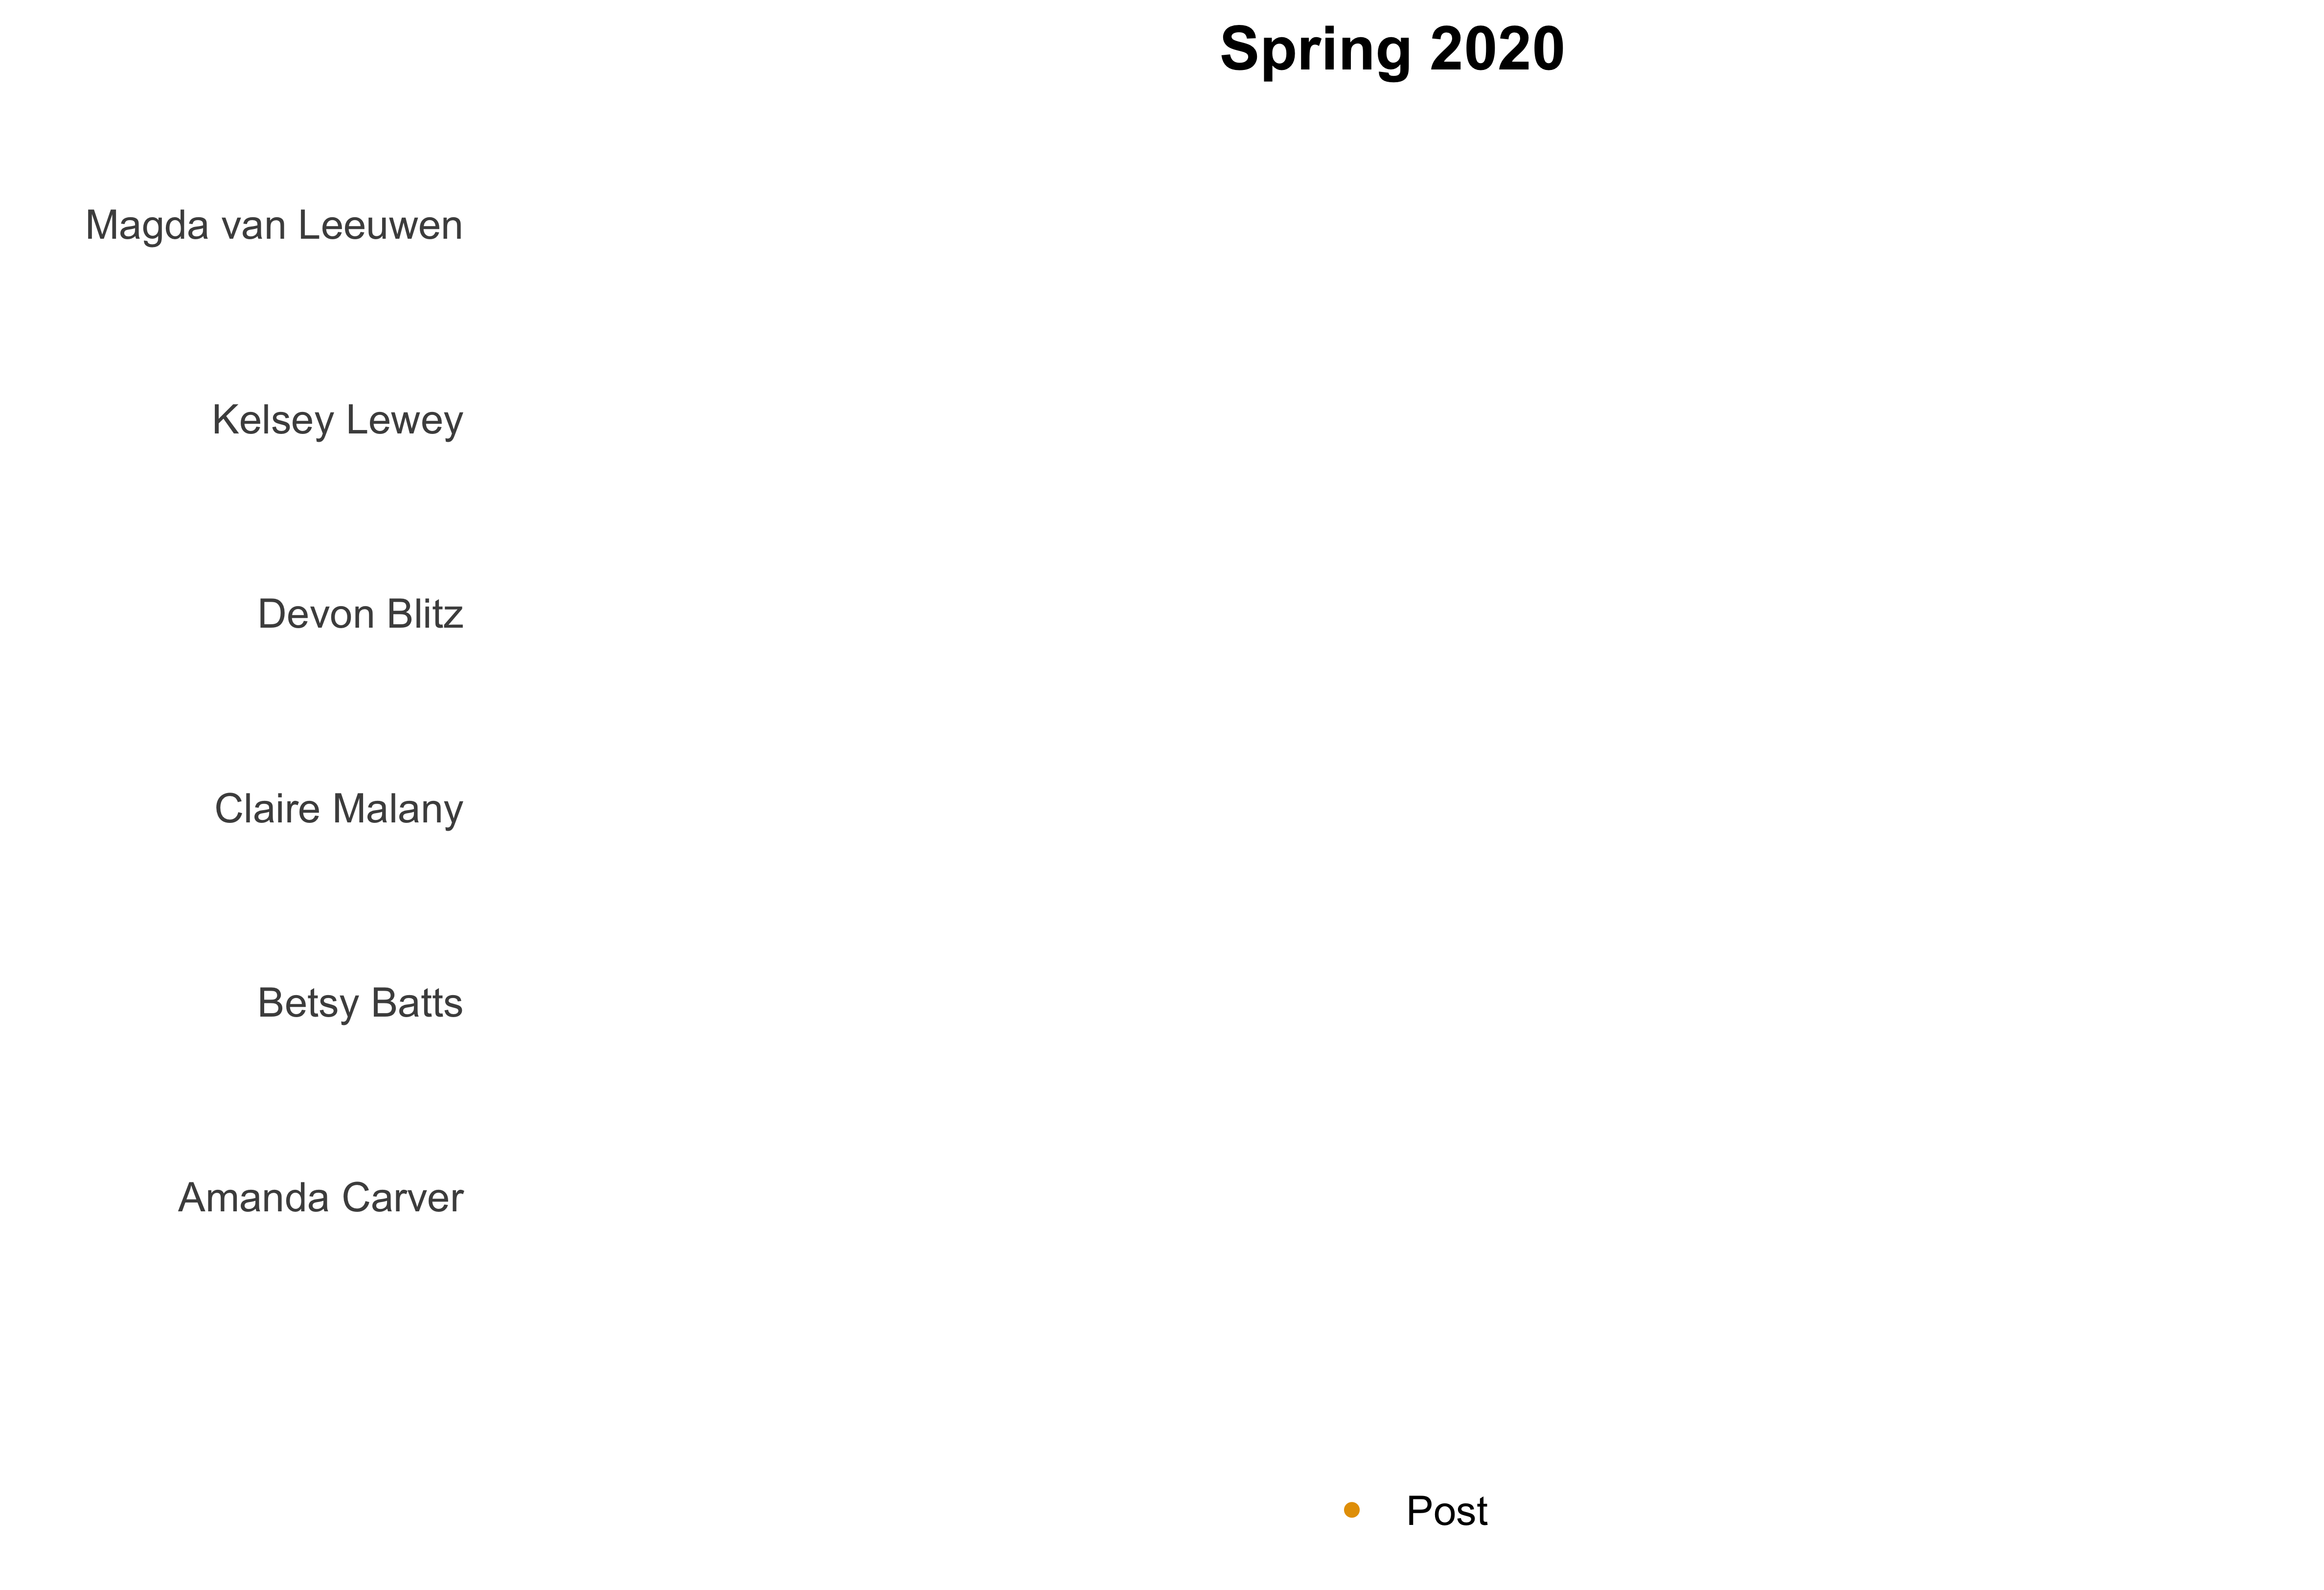 Spring 2020
Magda van Leeuwen
Kelsey Lewey
Devon Blitz
Claire Malany
Betsy Batts
Amanda Carver
Post